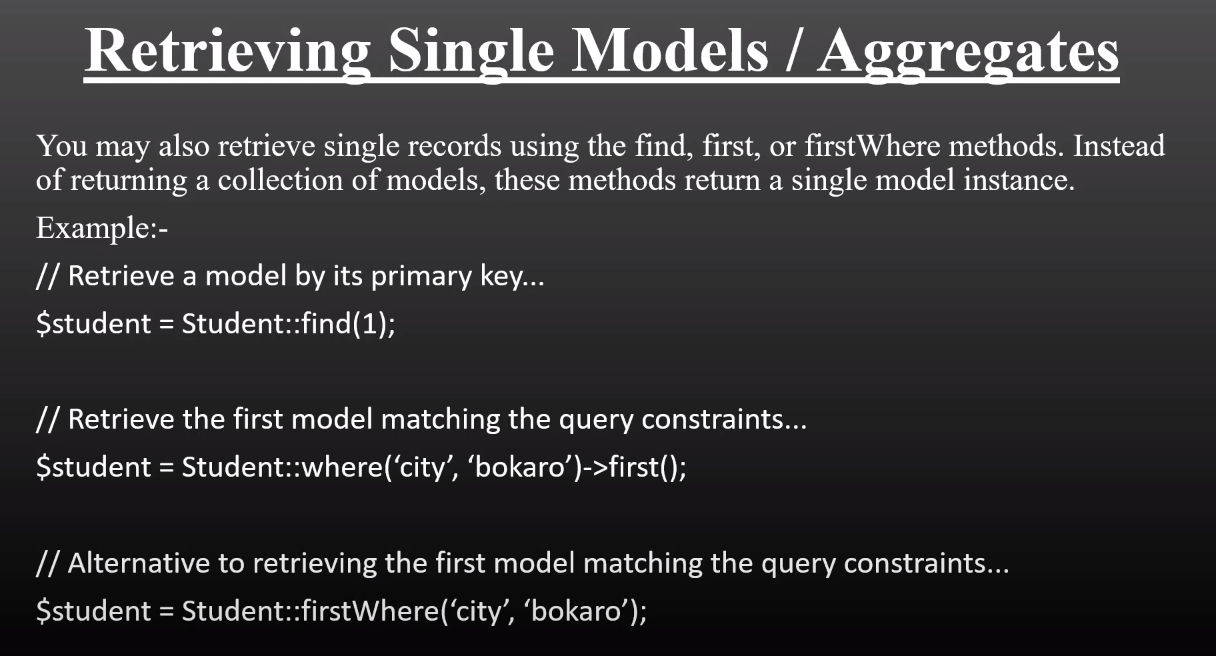 Retrieving Single Models / Aggregates
You may also retrieve single records using the find, first, or firstWhere methods. Instead
of returning a collection of models, these methods return a single model instance.
Example:-
// Retrieve a model by its primary key...
$student = Student::find(1);
// Retrieve the first model matching the query constraints...
$student = Student::where(‘city’, ‘bokaro’)->first();
// Alternative to retrieving the first model matching the query constraints...
$student = Student::firstWhere(‘city’, ‘bokaro’);